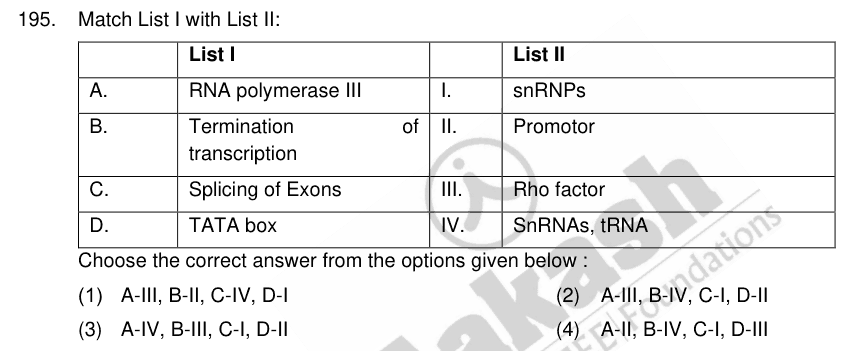 195. Match List I with List II:
List I List II
A. RNA polymerase III I. snRNPs
B. Termination of II. Promotor
transcription
C. Splicing of Exons III. Rho factor
D. TATA box IV. SnRNAs, tRNA
Choose the correct answer from the options given below :
(1) A-III, B-II, C-IV, D-I (2) A-III, B-IV, C-I, D-II
(3) A-IV, B-III, C-I, D-II (4) A-II, B-IV, C-I, D-III